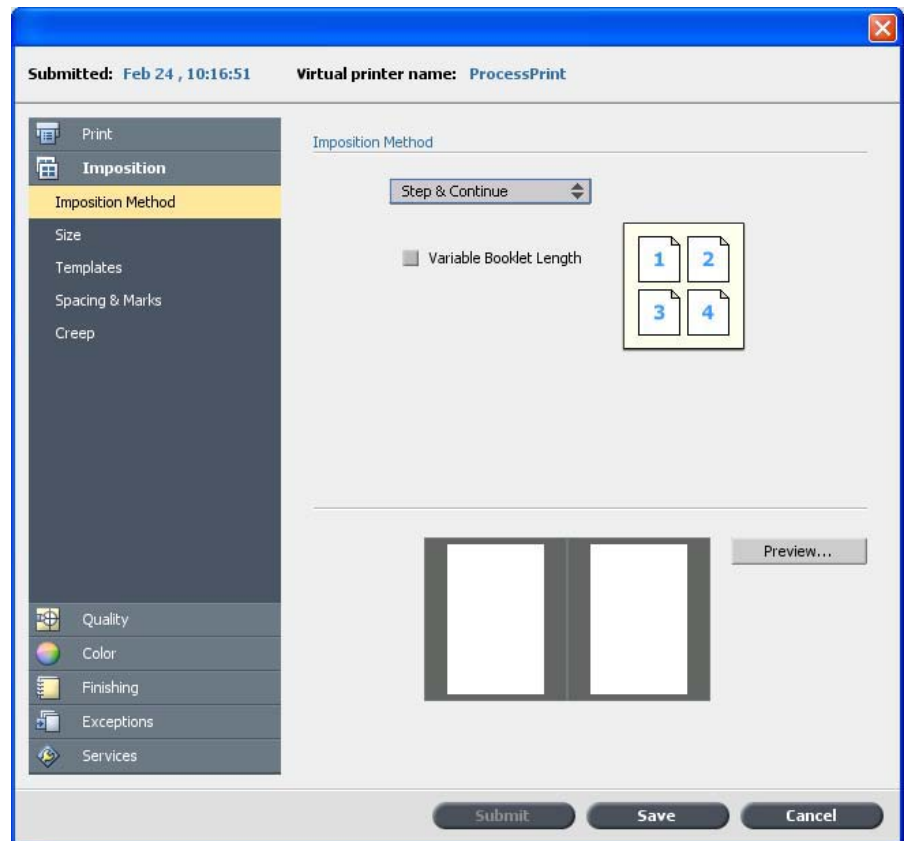 Submitted: Feb 24 , 10:16:51 Virtual printer name: ProcessPrint
Print
Imposition
Imposition Method
Size
Templates
Spacing & Marks
Creep
Quality
Color
Finishing
Exceptions
Services
Imposition Method
Step & Continue
Variable Booklet Length
1 2
3 4
Preview...
Submit Save Cancel